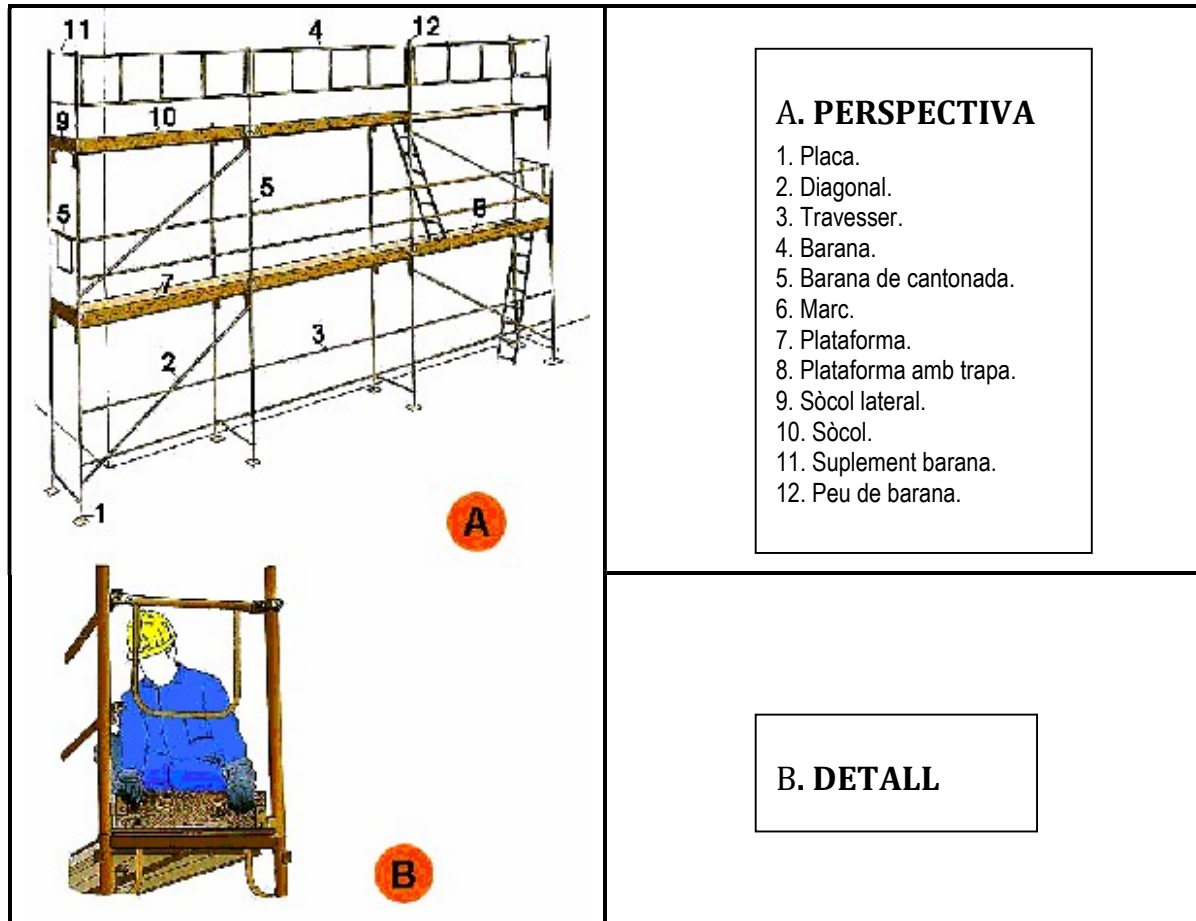 11
4
12
9
10
5
5
8
7
3
2
1
A
A. PERSPECTIVA
1. Placa.
2. Diagonal.
3. Travesser.
4. Barana.
5. Barana de cantonada.
6. Marc.
7. Plataforma.
8. Plataforma amb trapa.
9. Sòcol lateral.
10. Sòcol.
11. Suplement barana.
12. Peu de barana.
B
B. DETALL